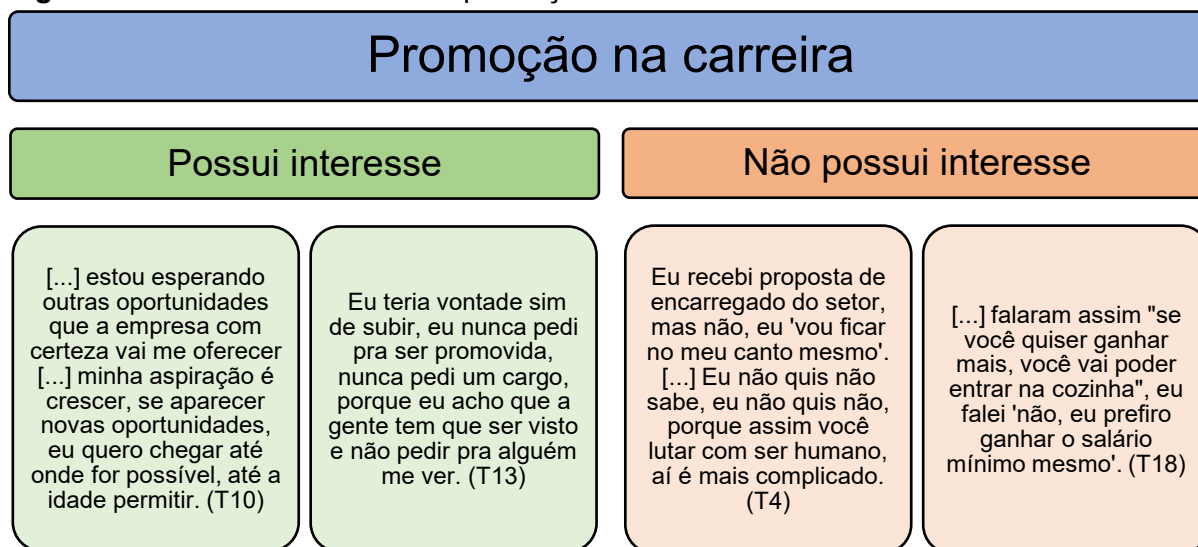 Promoção na carreira
Possui interesse
Não possui interesse
[...] estou esperando
outras oportunidades
que a empresa com
certeza vai me oferecer
[...] minha aspiração é
crescer, se aparecer
novas oportunidades,
eu quero chegar até
onde for possível, até a
idade permitir. (T10)
Eu teria vontade sim
de subir, eu nunca pedi
pra ser promovida,
nunca pedi um cargo,
porque eu acho que a
gente tem que ser visto
e não pedir pra alguém
me ver. (T13)
Eu recebi proposta de
encarregado do setor,
mas não, eu 'vou ficar
no meu canto mesmo'.
[...] Eu não quis não
sabe, eu não quis não,
porque assim você
lutar com ser humano,
aí é mais complicado.
(T4)
[...] falaram assim "se
você quiser ganhar
mais, você vai poder
entrar na cozinha", eu
falei 'não, eu prefiro
ganhar o salário
mínimo mesmo'. (T18)